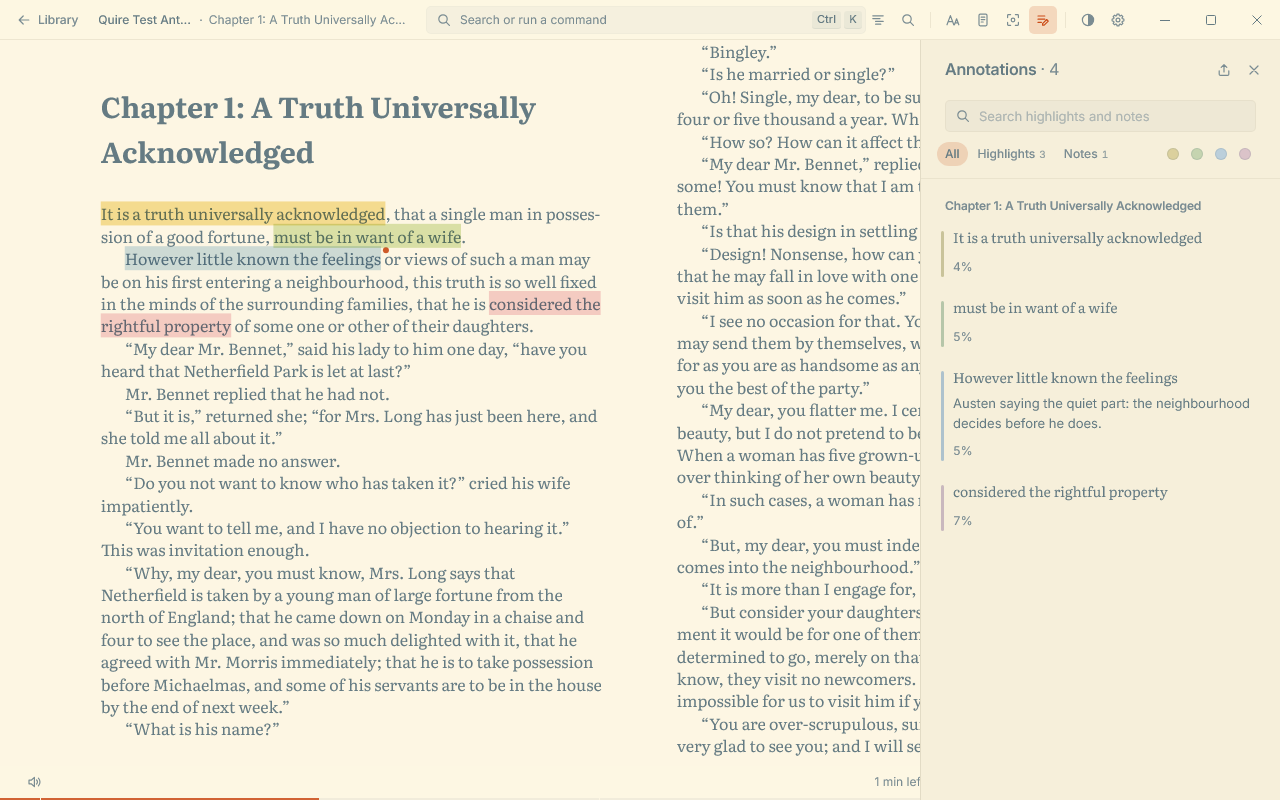 Library
Quire Test Ant... · Chapter 1: A Truth Universally Ac...
Search or run a command
Ctrl K
Chapter 1: A Truth Universally
Acknowledged
It is a truth universally acknowledged, that a single man in posses-
sion of a good fortune, must be in want of a wife.
However little known the feelings or views of such a man may
be on his first entering a neighbourhood, this truth is so well fixed
in the minds of the surrounding families, that he is considered the
rightful property of some one or other of their daughters.
“My dear Mr. Bennet,” said his lady to him one day, “have you
heard that Netherfield Park is let at last?”
Mr. Bennet replied that he had not.
“But it is,” returned she; “for Mrs. Long has just been here, and
she told me all about it.”
Mr. Bennet made no answer.
“Do you not want to know who has taken it?” cried his wife
impatiently.
“You want to tell me, and I have no objection to hearing it.”
This was invitation enough.
“Why, my dear, you must know, Mrs. Long says that
Netherfield is taken by a young man of large fortune from the
north of England; that he came down on Monday in a chaise and
four to see the place, and was so much delighted with it, that he
agreed with Mr. Morris immediately; that he is to take possession
before Michaelmas, and some of his servants are to be in the house
by the end of next week.”
“What is his name?”
“Bingley.”
“Is he married or single?”
“Oh! Single, my dear, to be su
four or five thousand a year. Wh
“How so? How can it affect th
“My dear Mr. Bennet,” replie
some! You must know that I am t
them.”
“Is that his design in settling
“Design! Nonsense, how can
that he may fall in love with one
visit him as soon as he comes.”
“I see no occasion for that. Yo
may send them by themselves, w
for as you are as handsome as an
you the best of the party.”
“My dear, you flatter me. I cer
beauty, but I do not pretend to be
When a woman has five grown-u
over thinking of her own beauty
“In such cases, a woman has
of.”
“But, my dear, you must inde
comes into the neighbourhood.”
“It is more than I engage for,
“But consider your daughters
ment it would be for one of them
determined to go, merely on tha
know, they visit no newcomers.
impossible for us to visit him if y
“You are over-scrupulous, su
very glad to see you; and I will se
1 min lef
Annotations · 4
Search highlights and notes
All Highlights 3 Notes 1
Chapter 1: A Truth Universally Acknowledged
It is a truth universally acknowledged
4%
must be in want of a wife
5%
However little known the feelings
Austen saying the quiet part: the neighbourhood
decides before he does.
5%
considered the rightful property
7%